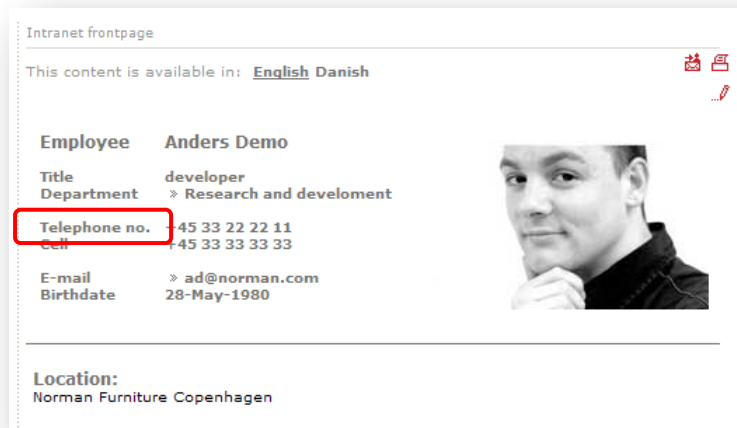 Intranet frontpage
This content is available in: English Danish
Employee Anders Demo
Title developer
Department » Research and develoment
Telephone no. +45 33 22 22 11
Cell +45 33 33 33 33
E-mail » ad@norman.com
Birthdate 28-May-1980
Location:
Norman Furniture Copenhagen